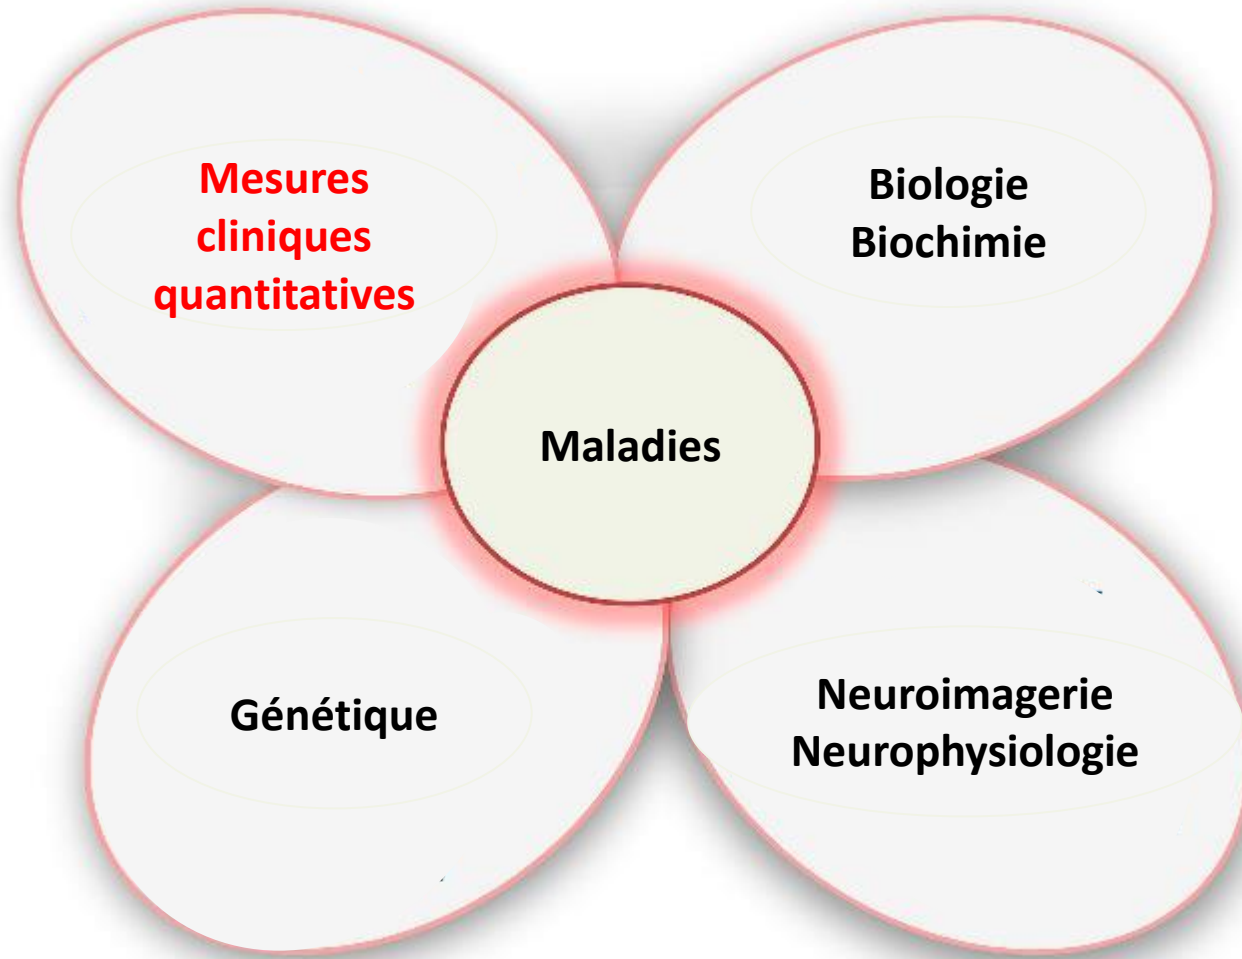 Mesures
cliniques
quantitatives
Biologie
Biochimie
Maladies
Génétique
Neuroimagerie
Neurophysiologie